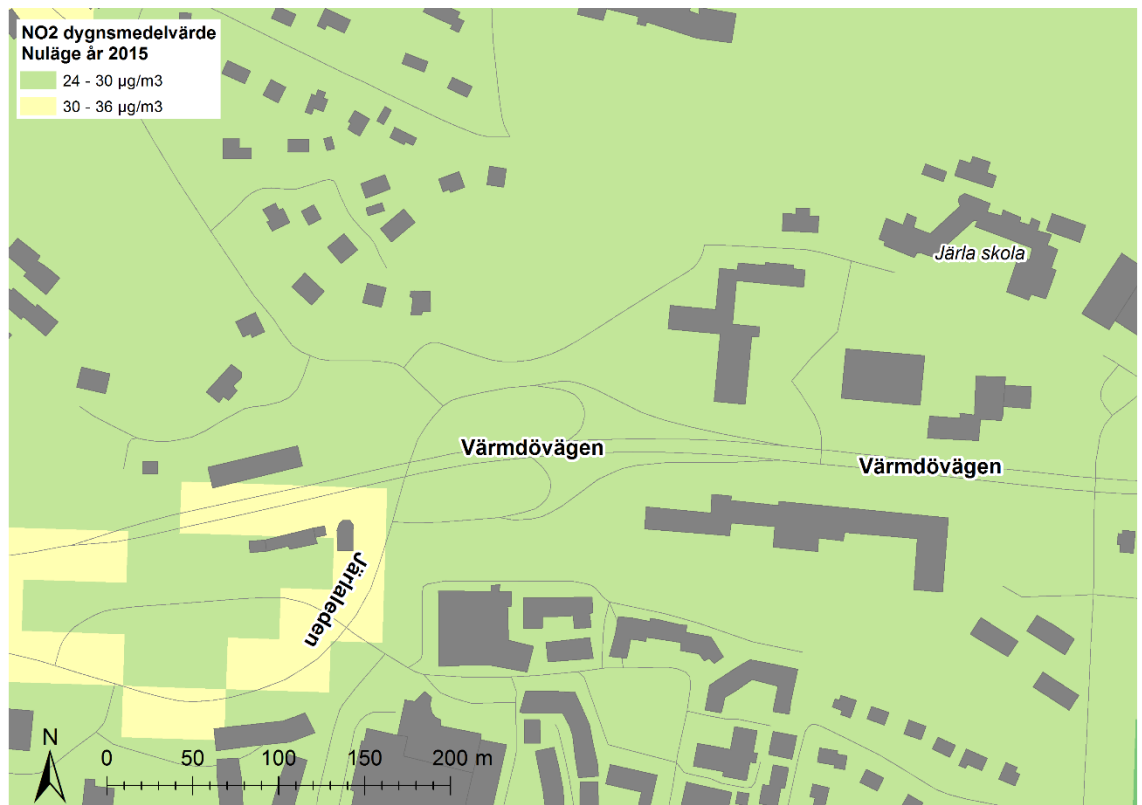 NO2 dygnsmedelvärde
Nuläge år 2015
24 - 30 µg/m3
30 - 36 µg/m3
Järla skola
Värmdövägen
Värmdövägen
Järlaleden
N
0 50 100 150 200 m